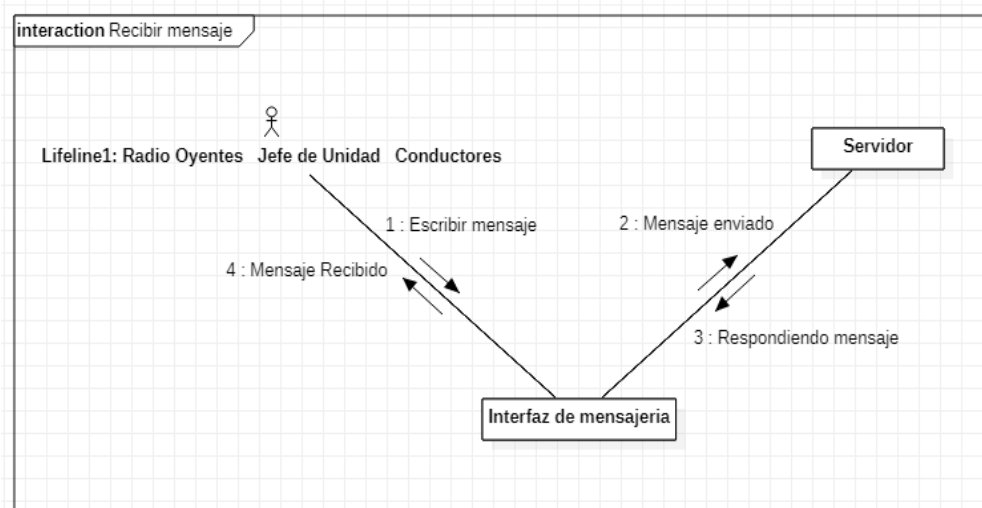 interaction Recibir mensaje
Lifeline1: Radio Oyentes Jefe de Unidad Conductores
Servidor
1 : Escribir mensaje
2 : Mensaje enviado
4 : Mensaje Recibido
3 : Respondiendo mensaje
Interfaz de mensajeria